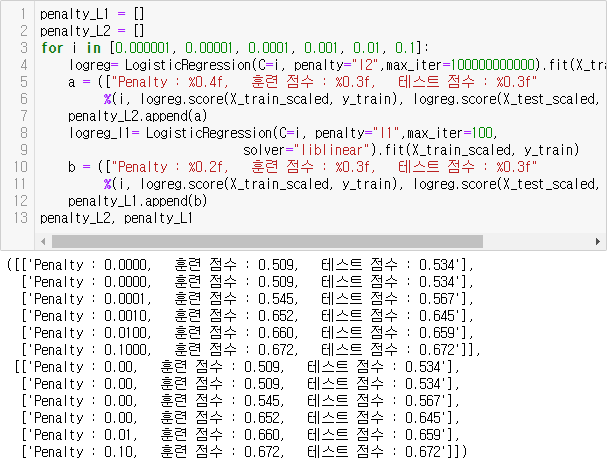 1 penalty_L1 = []
2 penalty_L2 = []
3 for i in [0.000001, 0.00001, 0.0001, 0.001, 0.01, 0.1]:
4     logreg= LogisticRegression(C=i, penalty="l2",max_iter=100000000000).fit(X_trai
5     a = (["Penalty : %0.4f,   훈련 점수 : %0.3f,   테스트 점수 : %0.3f"
6          %(i, logreg.score(X_train_scaled, y_train), logreg.score(X_test_scaled,
7     penalty_L2.append(a)
8     logreg_l1= LogisticRegression(C=i, penalty="l1",max_iter=100,
9                              solver="liblinear").fit(X_train_scaled, y_train)
10     b = (["Penalty : %0.2f,   훈련 점수 : %0.3f,   테스트 점수 : %0.3f"
11          %(i, logreg.score(X_train_scaled, y_train), logreg.score(X_test_scaled,
12     penalty_L1.append(b)
13 penalty_L2, penalty_L1
([['Penalty : 0.0000,   훈련 점수 : 0.509,   테스트 점수 : 0.534'],
  ['Penalty : 0.0000,   훈련 점수 : 0.509,   테스트 점수 : 0.534'],
  ['Penalty : 0.0001,   훈련 점수 : 0.545,   테스트 점수 : 0.567'],
  ['Penalty : 0.0010,   훈련 점수 : 0.652,   테스트 점수 : 0.645'],
  ['Penalty : 0.0100,   훈련 점수 : 0.660,   테스트 점수 : 0.659'],
  ['Penalty : 0.1000,   훈련 점수 : 0.672,   테스트 점수 : 0.672']],
 [['Penalty : 0.00,   훈련 점수 : 0.509,   테스트 점수 : 0.534'],
  ['Penalty : 0.00,   훈련 점수 : 0.509,   테스트 점수 : 0.534'],
  ['Penalty : 0.00,   훈련 점수 : 0.545,   테스트 점수 : 0.567'],
  ['Penalty : 0.00,   훈련 점수 : 0.652,   테스트 점수 : 0.645'],
  ['Penalty : 0.01,   훈련 점수 : 0.660,   테스트 점수 : 0.659'],
  ['Penalty : 0.10,   훈련 점수 : 0.672,   테스트 점수 : 0.672']])